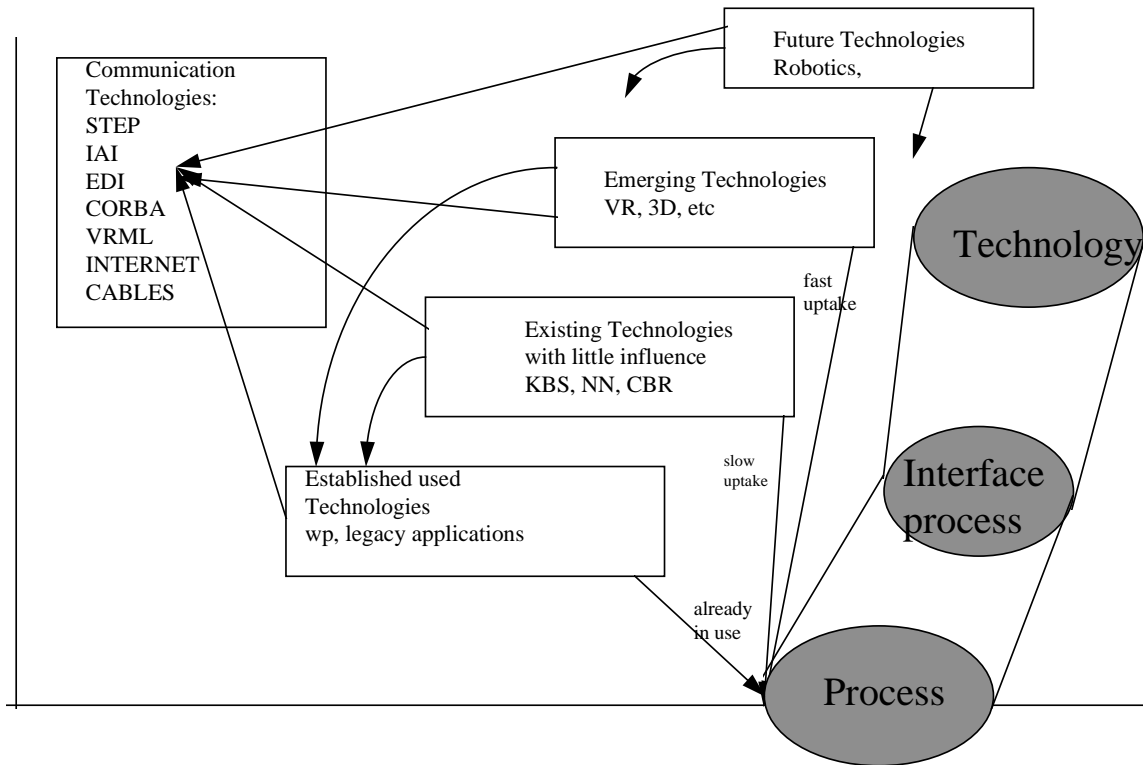 Communication
Technologies:
STEP
IAI
EDI
CORBA
VRML
INTERNET
CABLES
Future Technologies
Robotics,
Emerging Technologies
VR, 3D, etc
Existing Technologies
with little influence
KBS, NN, CBR
Established used
Technologies
wp, legacy applications
fast
uptake
slow
uptake
already
in use
Technology
Interface
process
Process